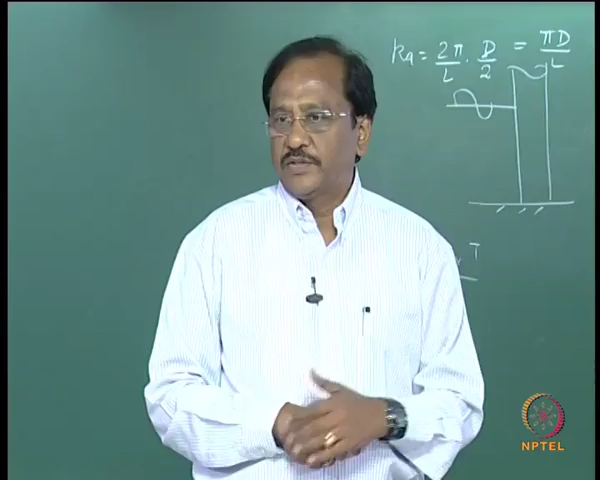 ka = 2π/L · D/2 = πD/L
T
NPTEL